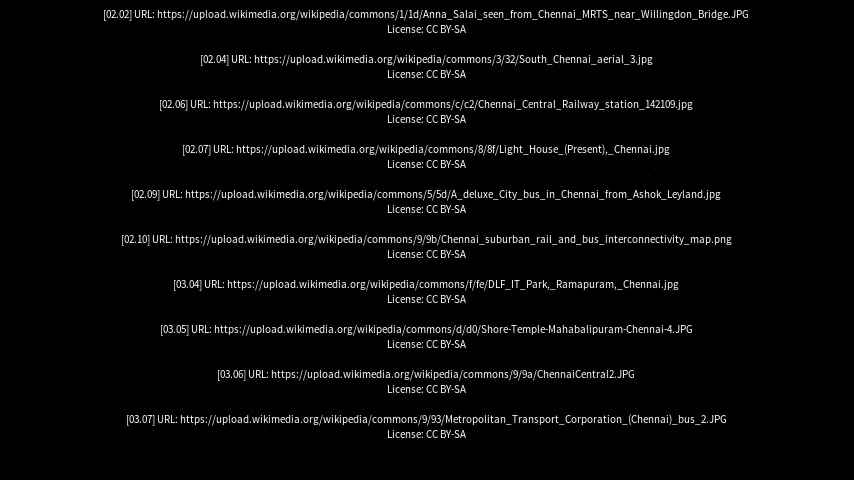 [02.02] URL: https://upload.wikimedia.org/wikipedia/commons/1/1d/Anna_Salai_seen_from_Chennai_MRTS_near_Willingdon_Bridge.JPG
License: CC BY-SA
[02.04] URL: https://upload.wikimedia.org/wikipedia/commons/3/32/South_Chennai_aerial_3.jpg
License: CC BY-SA
[02.06] URL: https://upload.wikimedia.org/wikipedia/commons/c/c2/Chennai_Central_Railway_station_142109.jpg
License: CC BY-SA
[02.07] URL: https://upload.wikimedia.org/wikipedia/commons/8/8f/Light_House_(Present),_Chennai.jpg
License: CC BY-SA
[02.09] URL: https://upload.wikimedia.org/wikipedia/commons/5/5d/A_deluxe_City_bus_in_Chennai_from_Ashok_Leyland.jpg
License: CC BY-SA
[02.10] URL: https://upload.wikimedia.org/wikipedia/commons/9/9b/Chennai_suburban_rail_and_bus_interconnectivity_map.png
License: CC BY-SA
[03.04] URL: https://upload.wikimedia.org/wikipedia/commons/f/fe/DLF_IT_Park,_Ramapuram,_Chennai.jpg
License: CC BY-SA
[03.05] URL: https://upload.wikimedia.org/wikipedia/commons/d/d0/Shore-Temple-Mahabalipuram-Chennai-4.JPG
License: CC BY-SA
[03.06] URL: https://upload.wikimedia.org/wikipedia/commons/9/9a/ChennaiCentral2.JPG
License: CC BY-SA
[03.07] URL: https://upload.wikimedia.org/wikipedia/commons/9/93/Metropolitan_Transport_Corporation_(Chennai)_bus_2.JPG
License: CC BY-SA